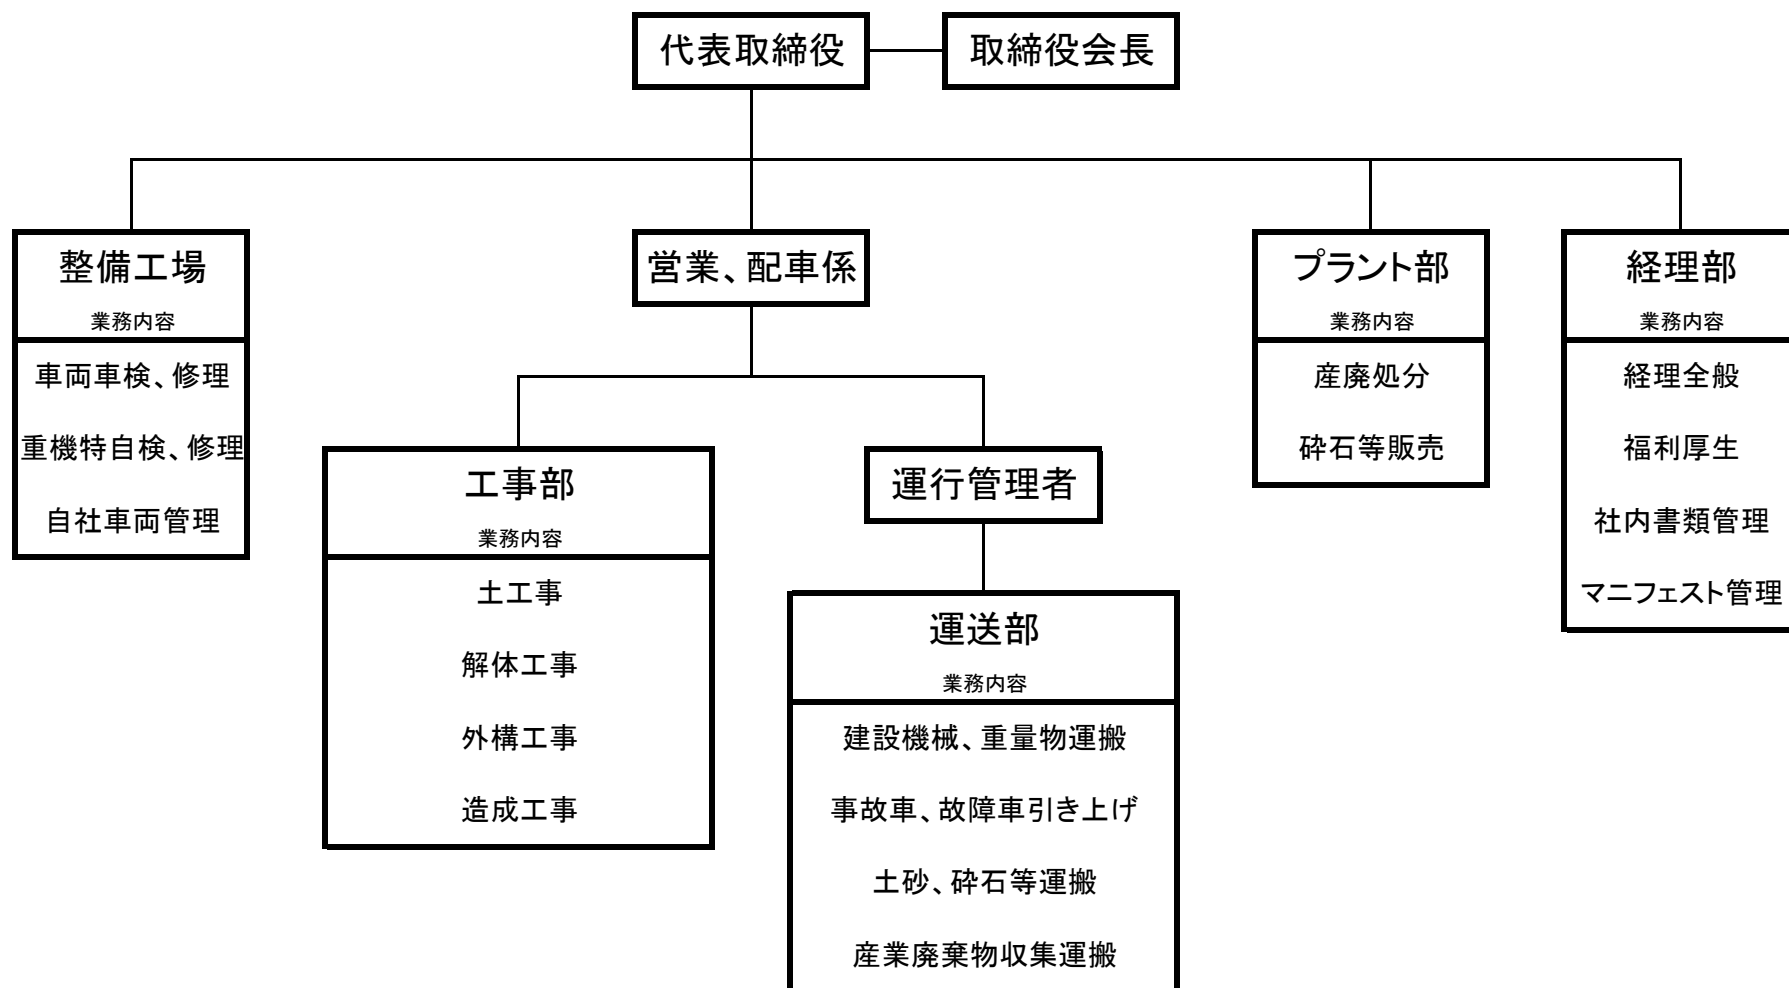 代表取締役
取締役会長
整備工場
業務内容
車両車検、修理
重機特自検、修理
自社車両管理
営業、配車係
工事部
業務内容
土工事
解体工事
外構工事
造成工事
運行管理者
運送部
業務内容
建設機械、重量物運搬
事故車、故障車引き上げ
土砂、砕石等運搬
産業廃棄物収集運搬
プラント部
業務内容
産廃処分
砕石等販売
経理部
業務内容
経理全般
福利厚生
社内書類管理
マニフェスト管理